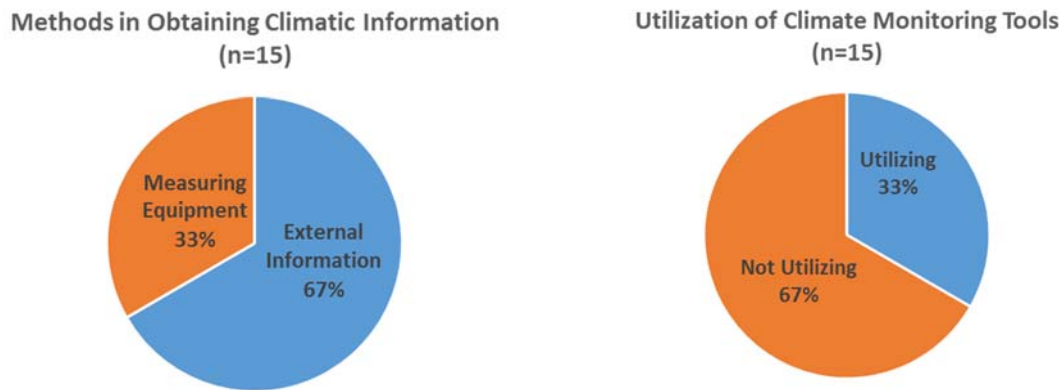 Methods in Obtaining Climatic Information
(n=15)
Measuring
Equipment
33%
External
Information
67%
Utilization of Climate Monitoring Tools
(n=15)
Utilizing
33%
Not Utilizing
67%